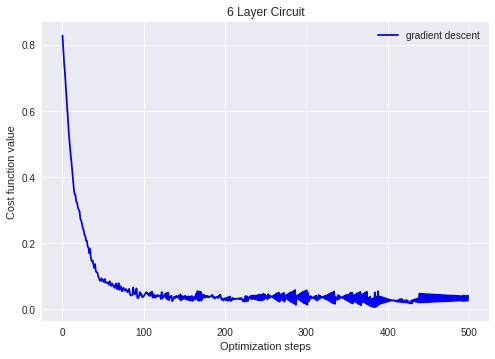 6 Layer Circuit
gradient descent
Cost function value
0.8
0.6
0.4
0.2
0.0
0 100 200 300 400 500
Optimization steps